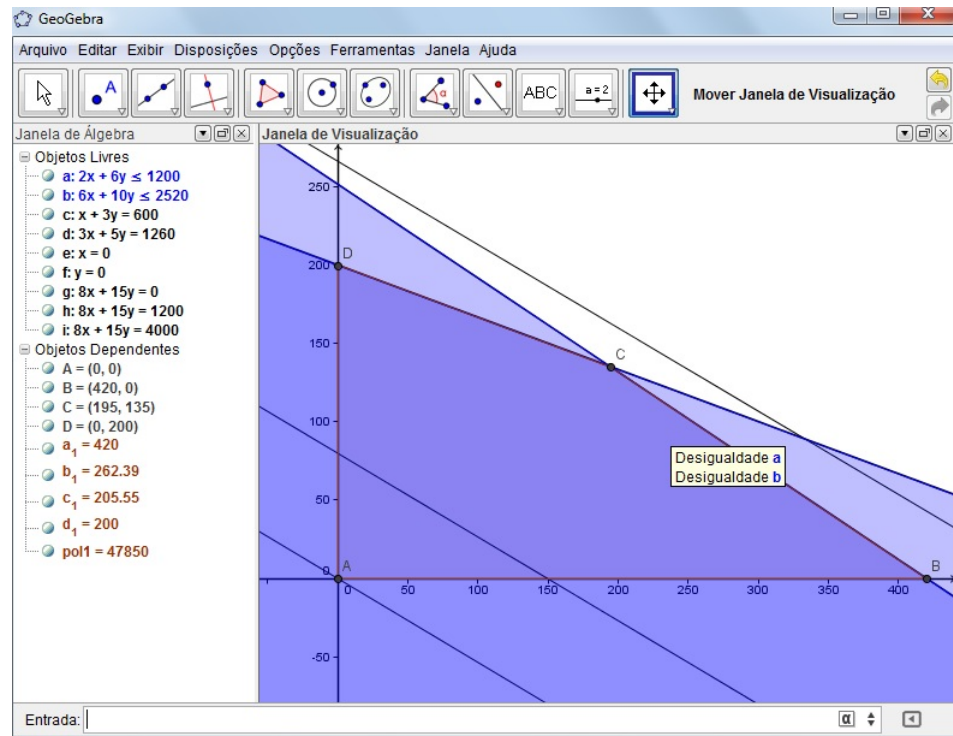 GeoGebra
Arquivo Editar Exibir Disposições Opções Ferramentas Janela Ajuda
A
α
ABC
a = 2
Mover Janela de Visualização
Janela de Álgebra
Janela de Visualização
Objetos Livres
a: 2x + 6y ≤ 1200
b: 6x + 10y ≤ 2520
c: x + 3y = 600
d: 3x + 5y = 1260
e: x = 0
f: y = 0
g: 8x + 15y = 0
h: 8x + 15y = 1200
i: 8x + 15y = 4000
Objetos Dependentes
A = (0, 0)
B = (420, 0)
C = (195, 135)
D = (0, 200)
a₁ = 420
b₁ = 262.39
c₁ = 205.55
d₁ = 200
pol1 = 47850
250
D
200
150
C
100
Desigualdade a
Desigualdade b
50
0 A B
0 50 100 150 200 250 300 350 400
-50
Entrada:
α